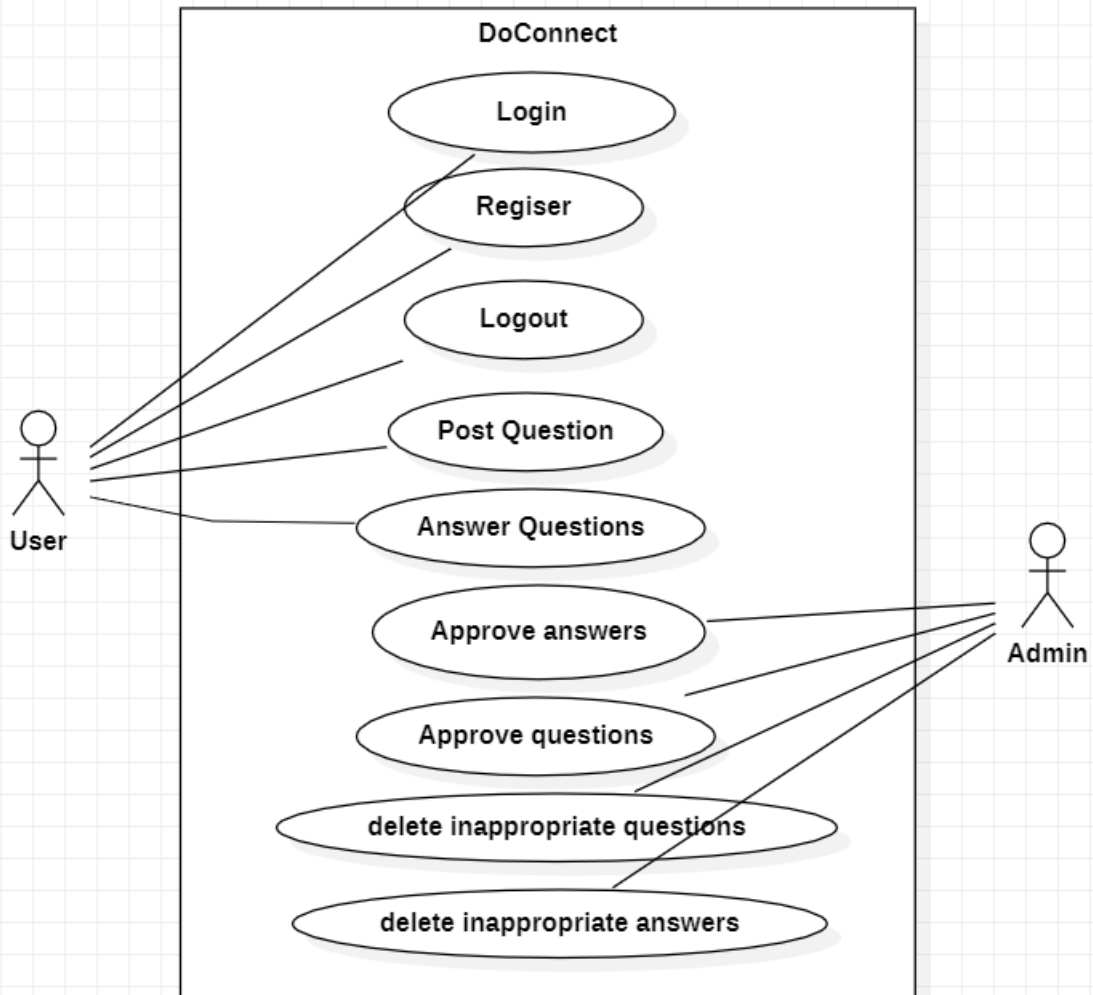 DoConnect
Login
Regiser
Logout
Post Question
Answer Questions
User
Approve answers
Admin
Approve questions
delete inappropriate questions
delete inappropriate answers